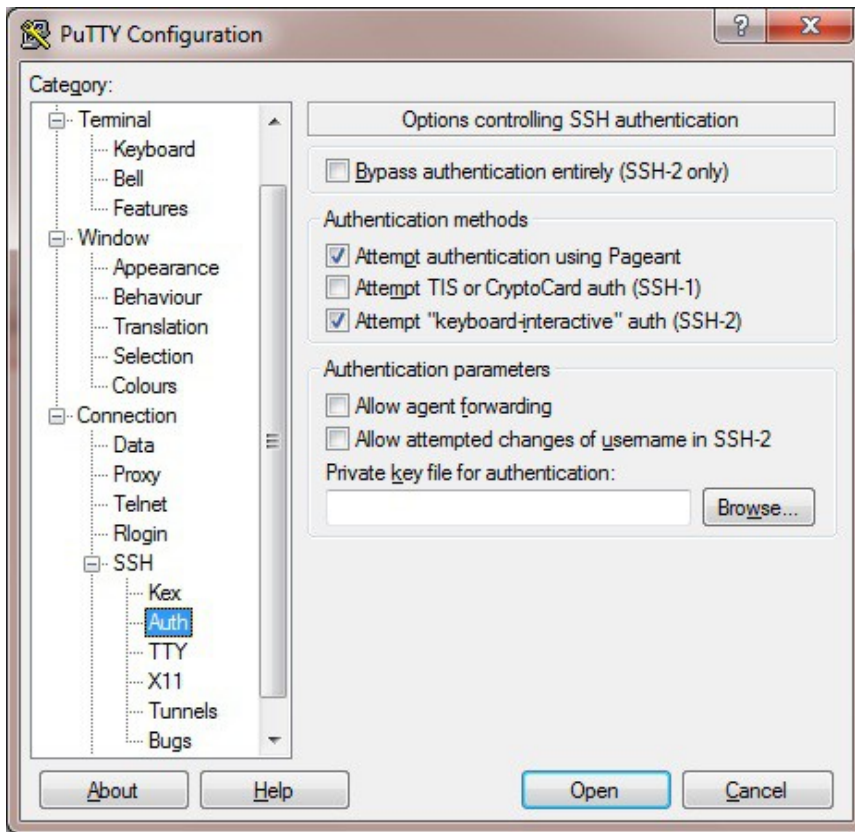 PuTTY Configuration
?
X
Category:
Terminal
Keyboard
Bell
Features
Window
Appearance
Behaviour
Translation
Selection
Colours
Connection
Data
Proxy
Telnet
Rlogin
SSH
Kex
Auth
TTY
X11
Tunnels
Bugs
Options controlling SSH authentication
Bypass authentication entirely (SSH-2 only)
Authentication methods
Attempt authentication using Pageant
Attempt TIS or CryptoCard auth (SSH-1)
Attempt "keyboard-interactive" auth (SSH-2)
Authentication parameters
Allow agent forwarding
Allow attempted changes of username in SSH-2
Private key file for authentication:
Browse...
About
Help
Open
Cancel